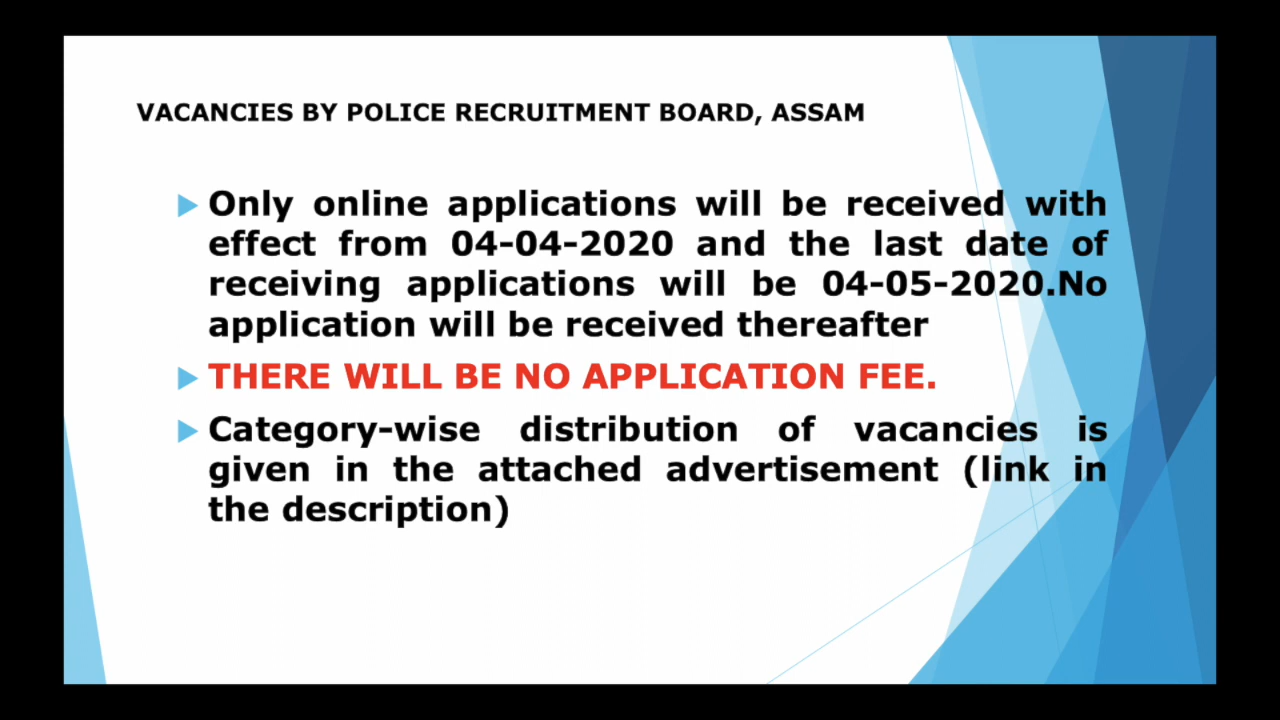 VACANCIES BY POLICE RECRUITMENT BOARD, ASSAM
Only online applications will be received with
effect from 04-04-2020 and the last date of
receiving applications will be 04-05-2020.No
application will be received thereafter
THERE WILL BE NO APPLICATION FEE.
Category-wise distribution of vacancies is
given in the attached advertisement (link in
the description)